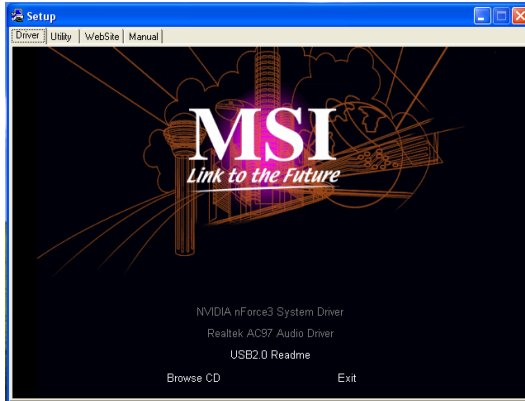 Setup
Driver Utility WebSite Manual
MSI
Link to the Future
NVIDIA nForce3 System Driver
Realtek AC97 Audio Driver
USB2.0 Readme
Browse CD Exit